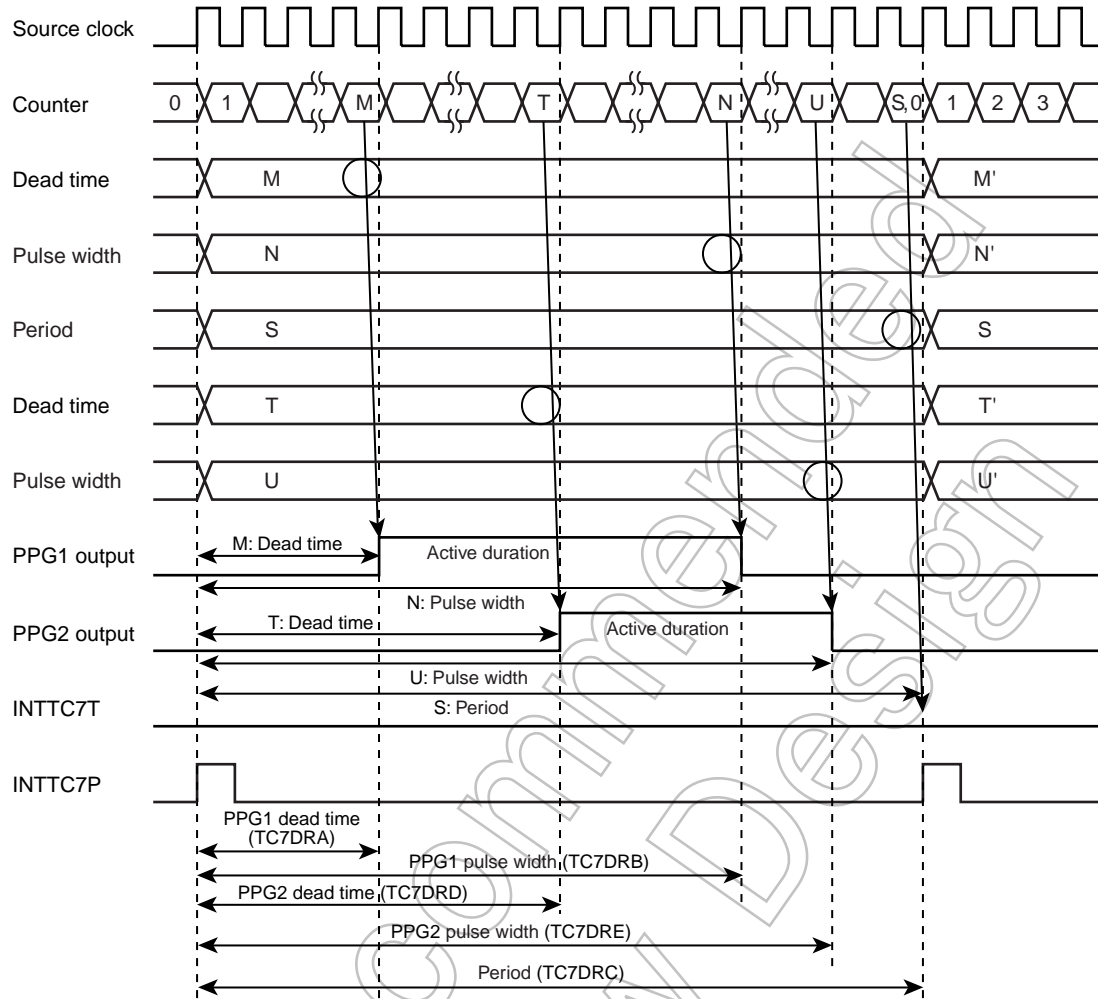 Source clock
Counter 0 1 M T N U S,0 1 2 3
Dead time M M'
Pulse width N N'
Period S S
Dead time T T'
Pulse width U U'
PPG1 output M: Dead time Active duration
N: Pulse width
PPG2 output T: Dead time Active duration
U: Pulse width
INTTC7T S: Period
INTTC7P
PPG1 dead time
(TC7DRA)
PPG1 pulse width (TC7DRB)
PPG2 dead time (TC7DRD)
PPG2 pulse width (TC7DRE)
Period (TC7DRC)